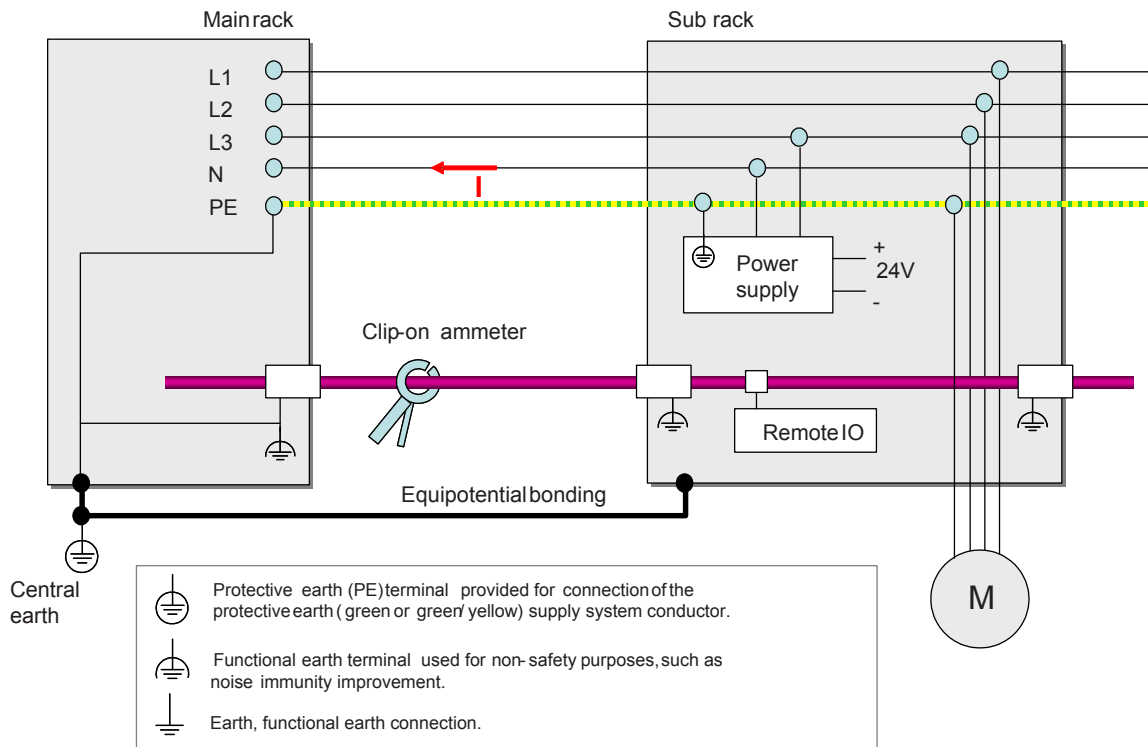 Main rack
Sub rack
L1
L2
L3
N
PE
I
Power
supply
+
24V
-
Clip-on ammeter
Remote IO
Equipotential bonding
Central
earth
M
Protective earth (PE) terminal provided for connection of the
protective earth ( green or green/ yellow) supply system conductor.
Functional earth terminal used for non- safety purposes, such as
noise immunity improvement.
Earth, functional earth connection.